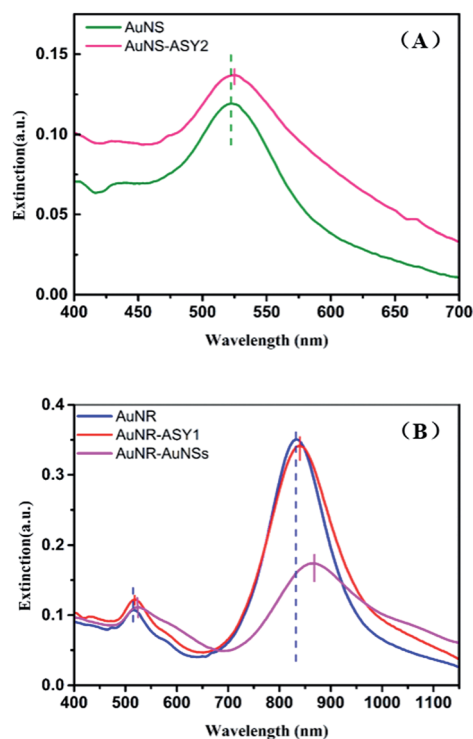 AuNS
AuNS-ASY2
(A)
0.15
0.10
0.05
0.00
Extinction(a.u.)
400 450 500 550 600 650 700
Wavelength (nm)
AuNR
AuNR-ASY1
AuNR-AuNSs
(B)
0.4
0.3
0.2
0.1
0.0
Extinction(a.u.)
400 500 600 700 800 900 1000 1100
Wavelength (nm)